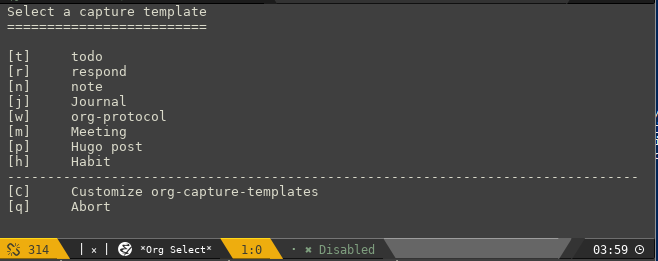 Select a capture template
=========================
[t]     todo
[r]     respond
[n]     note
[j]     Journal
[w]     org-protocol
[m]     Meeting
[p]     Hugo post
[h]     Habit
--------------------------------------------------------------------------------
[C]     Customize org-capture-templates
[q]     Abort
314 | × | *Org Select* 1:0 · ✖ Disabled 03:59